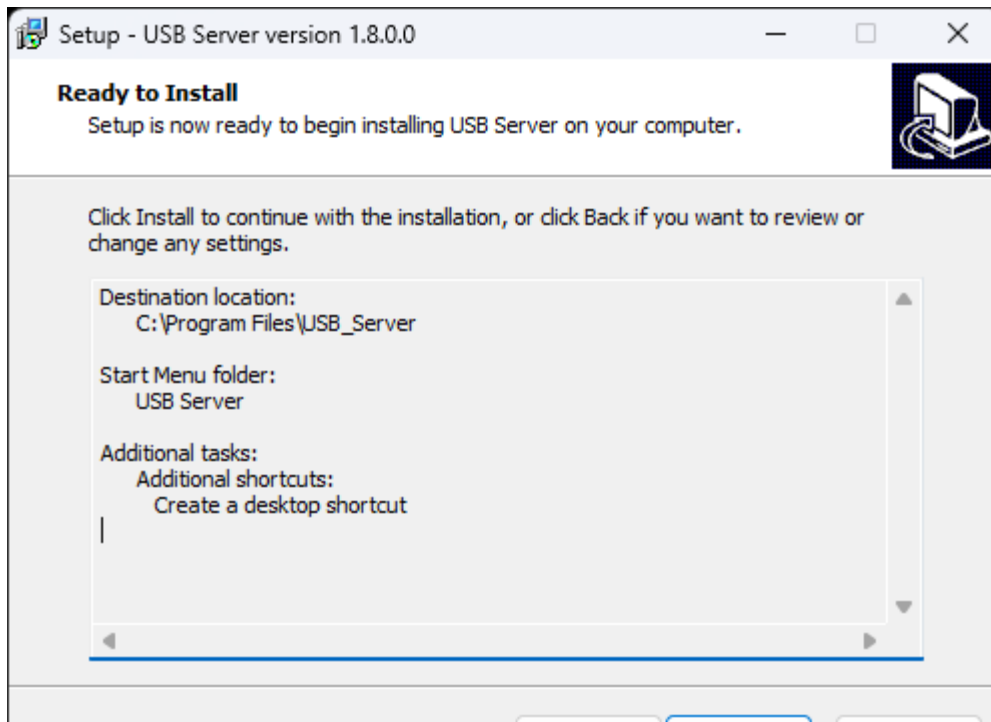 Setup - USB Server version 1.8.0.0
Ready to Install
Setup is now ready to begin installing USB Server on your computer.
Click Install to continue with the installation, or click Back if you want to review or
change any settings.
Destination location:
C:\Program Files\USB_Server
Start Menu folder:
USB Server
Additional tasks:
Additional shortcuts:
Create a desktop shortcut